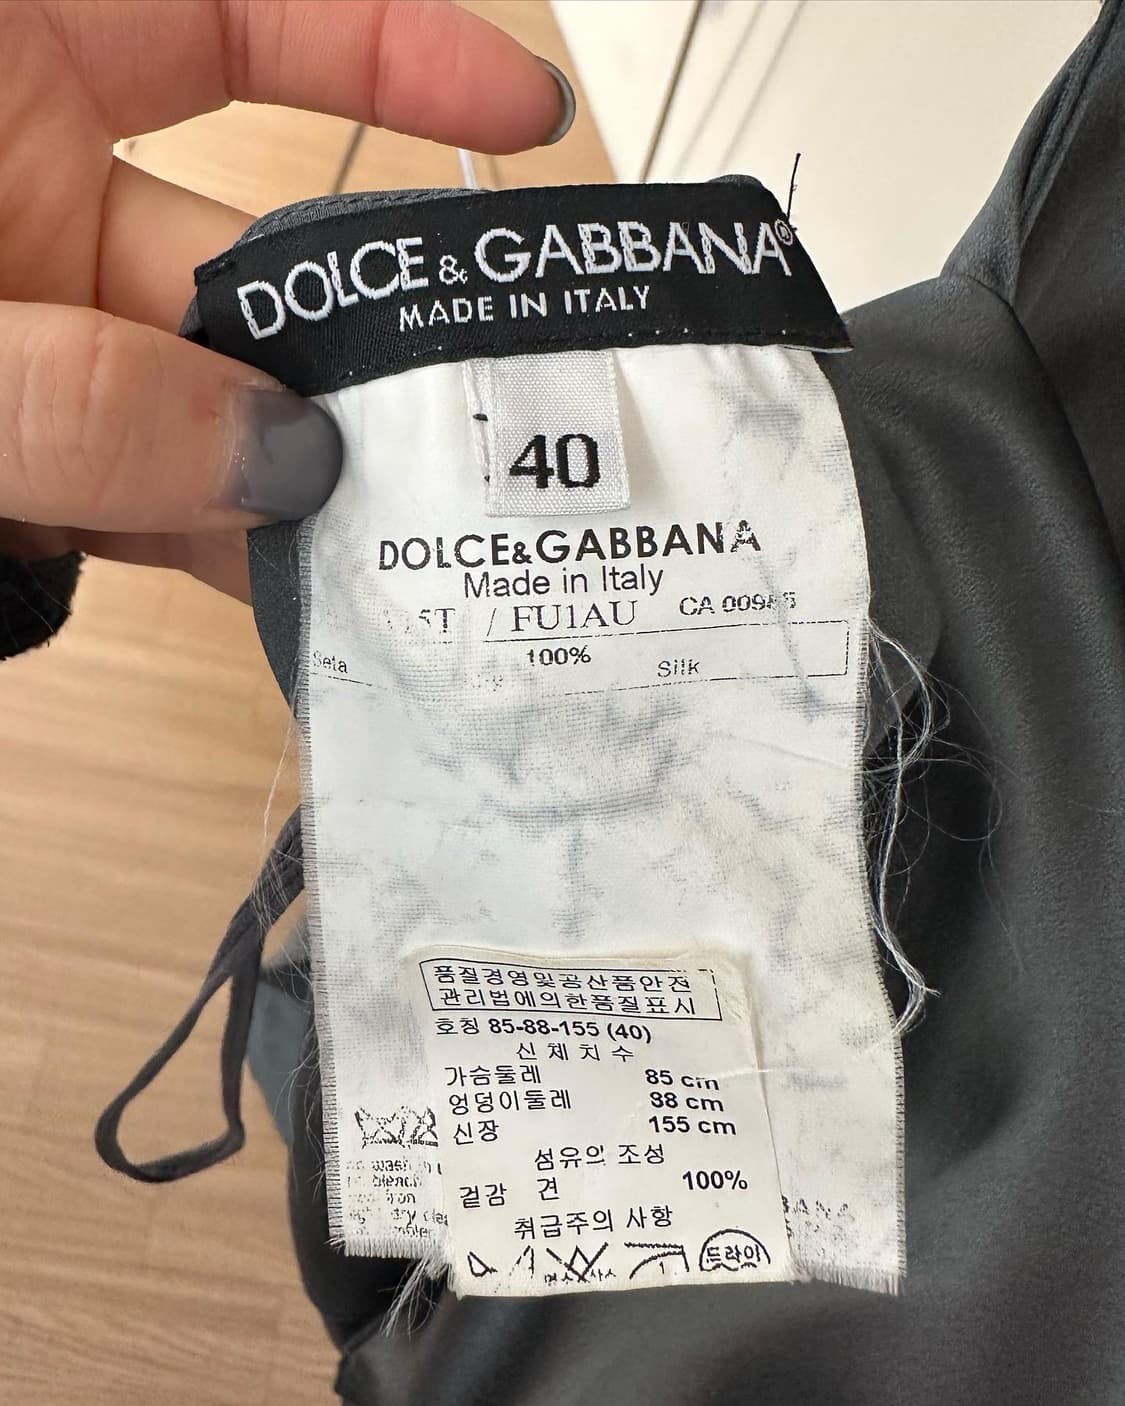 DOLCE & GABBANA®
MADE IN ITALY
40
DOLCE&GABBANA
Made in Italy
/ FU1AU
Seta 100% Silk
품질경영및공산품안전
관리법에의한품질표시
호칭 85-88-155 (40)
신체치수
가슴둘레 85 cm
엉덩이둘레 88 cm
신장 155 cm
섬유의 조성
겉감 견 100%
취급주의 사항
드라이